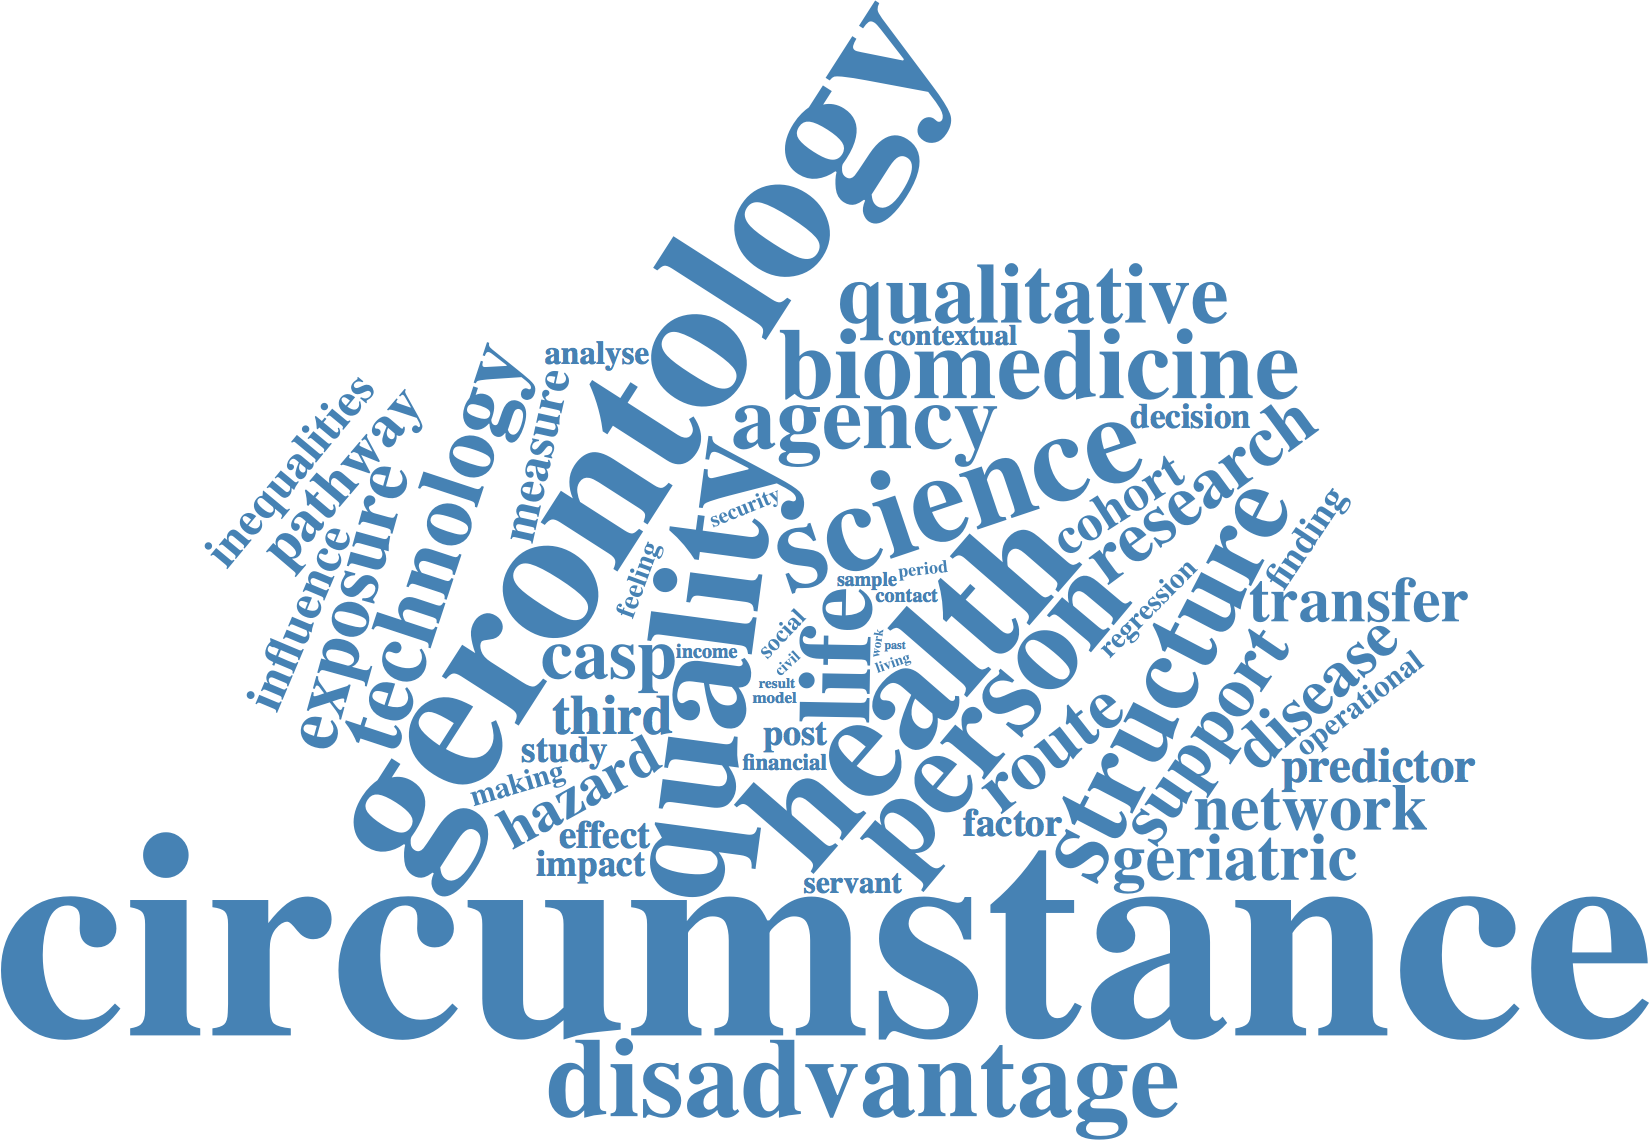 gerontology
qualitative
contextual
biomedicine
analyse
agency
decision
inequalities
pathway
technology
measure
science
research
cohort
security
exposure
influence
quality
feeling
sample
period
contact
health
person
structure
finding
regression
transfer
casp
income
social
civil
result
model
life
work
past
living
third
study
making
hazard
post
financial
route
support
disease
operational
predictor
network
effect
impact
factor
geriatric
servant
circumstance
disadvantage